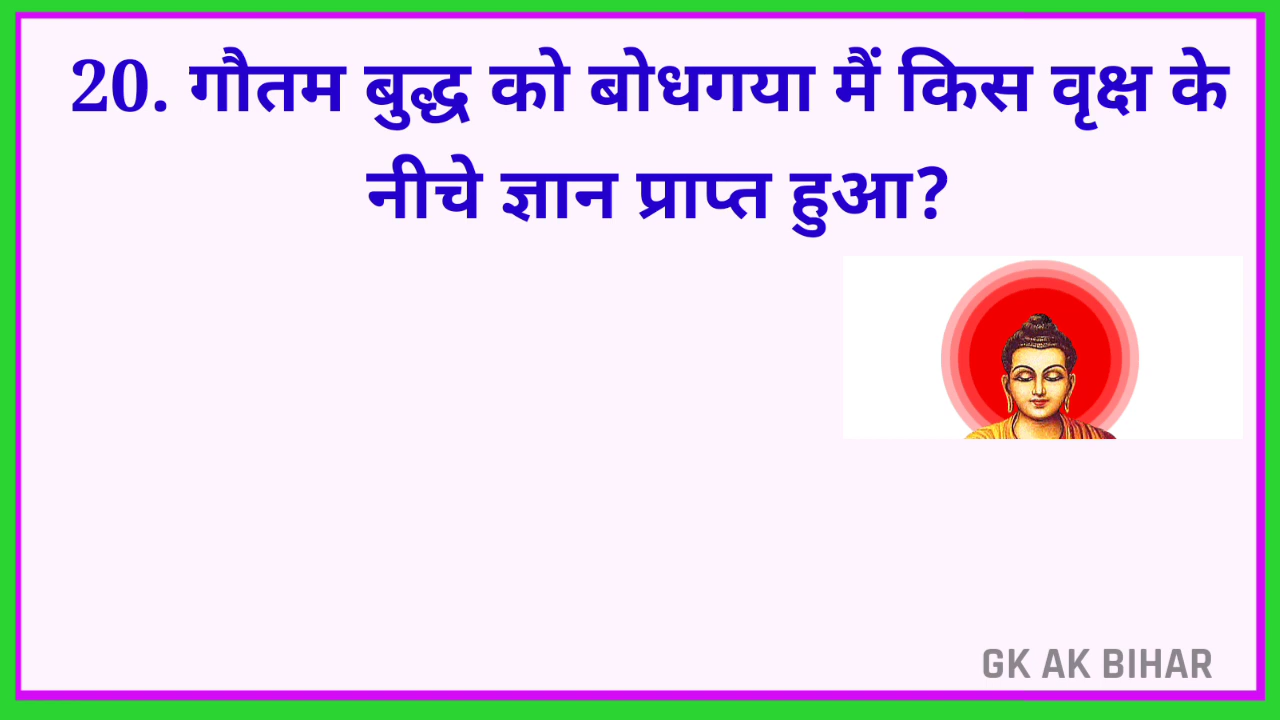 20. गौतम बुद्ध को बोधगया मैं किस वृक्ष के
नीचे ज्ञान प्राप्त हुआ?
GK AK BIHAR